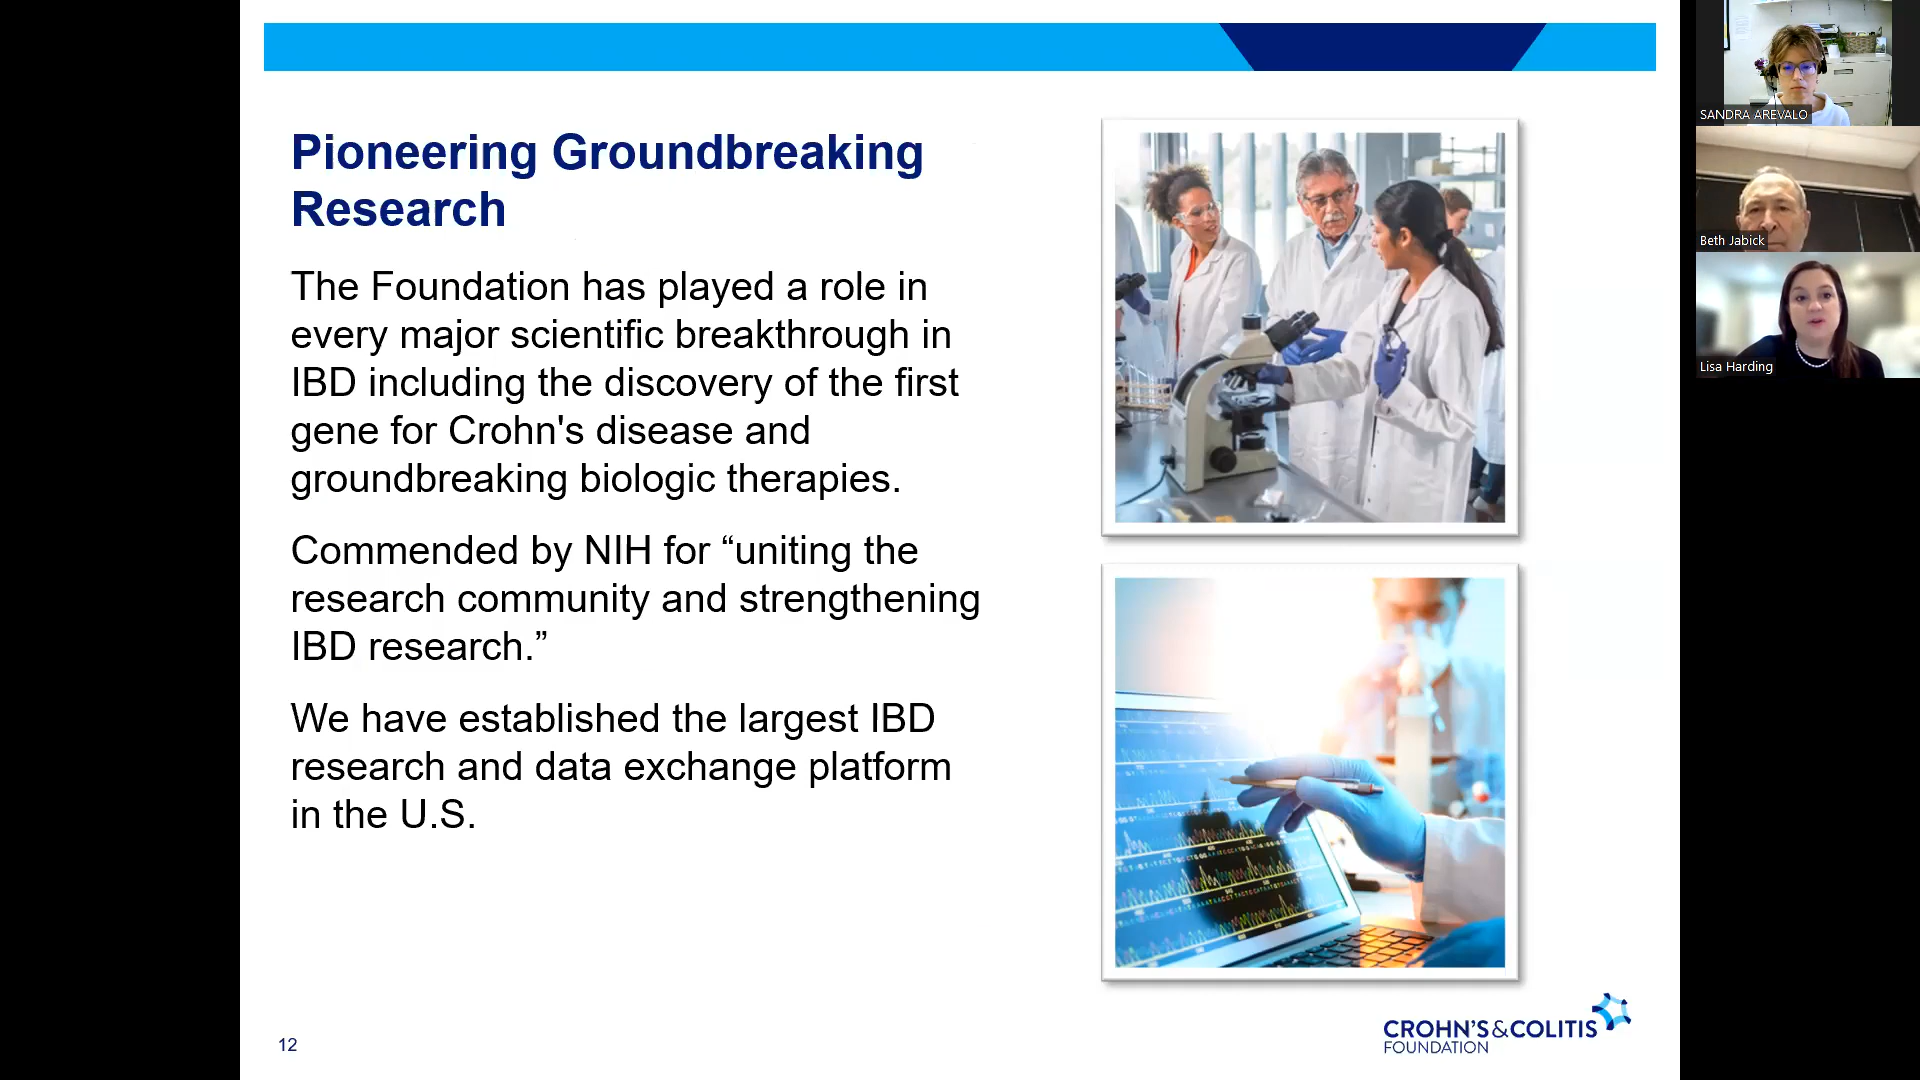 Pioneering Groundbreaking
Research
The Foundation has played a role in
every major scientific breakthrough in
IBD including the discovery of the first
gene for Crohn's disease and
groundbreaking biologic therapies.
Commended by NIH for “uniting the
research community and strengthening
IBD research.”
We have established the largest IBD
research and data exchange platform
in the U.S.
12
CROHN'S & COLITIS
FOUNDATION
SANDRA AREVALO
Beth Jabick
Lisa Harding